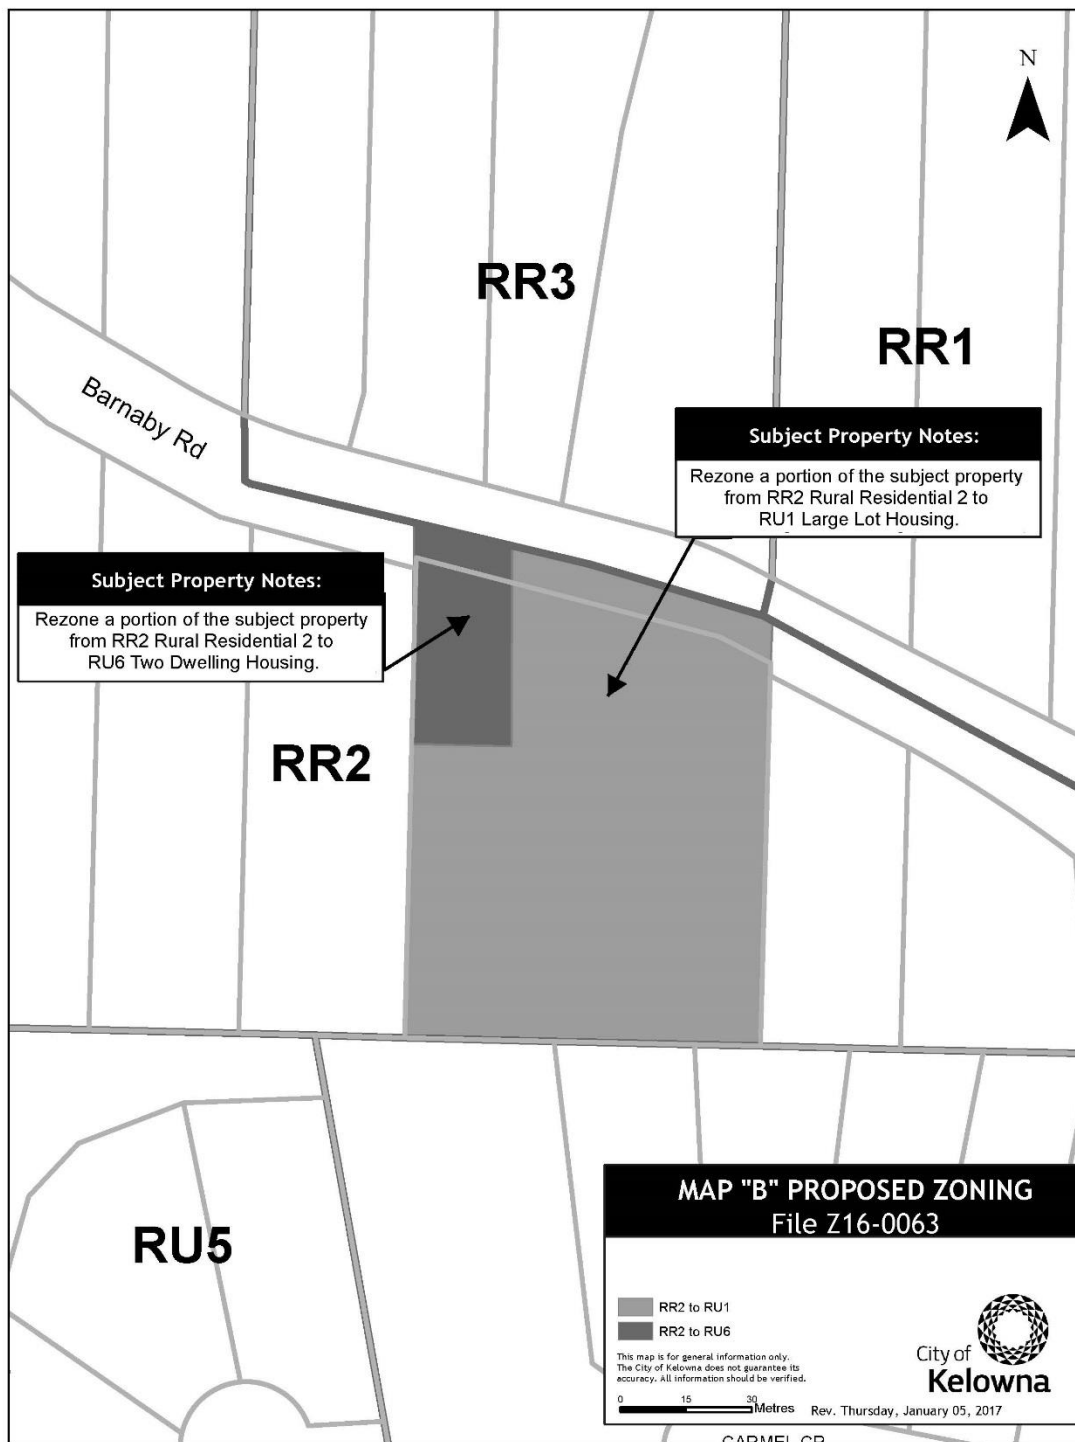 N
RR3
RR1
Barnaby Rd
Subject Property Notes:
Rezone a portion of the subject property
from RR2 Rural Residential 2 to
RU1 Large Lot Housing.
Subject Property Notes:
Rezone a portion of the subject property
from RR2 Rural Residential 2 to
RU6 Two Dwelling Housing.
RR2
RU5
MAP "B" PROPOSED ZONING
File Z16-0063
RR2 to RU1
RR2 to RU6
This map is for general information only.
The City of Kelowna does not guarantee its
accuracy. All information should be verified.
0 15 30
Metres
City of
Kelowna
Rev. Thursday, January 05, 2017
CARMEL CR